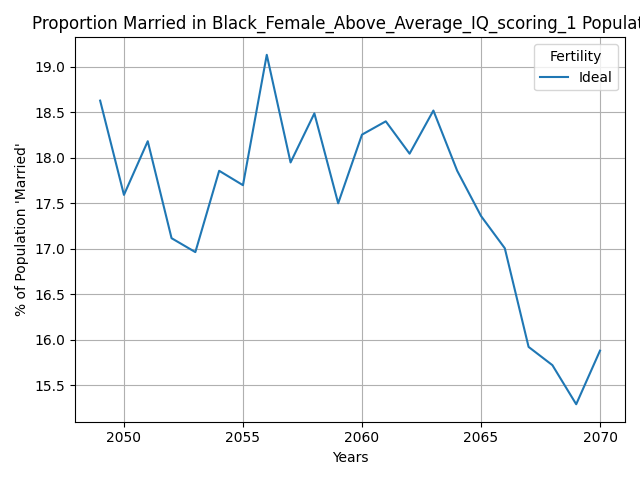 Proportion Married in Black_Female_Above_Average_IQ_scoring_1 Populat
Fertility
Ideal
19.0
18.5
18.0
17.5
17.0
16.5
16.0
15.5
% of Population 'Married'
2050 2055 2060 2065 2070
Years